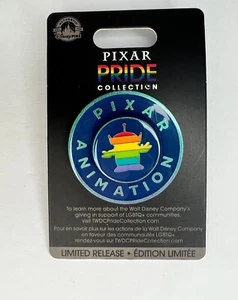 PIXAR
PRIDE
COLLECTION
PIXAR
ANIMATION
To learn more about the Walt Disney Company's
giving in support of LGBTQ+ communities,
visit TWDCPrideCollection.com.
Pour en savoir plus sur les actions de la Walt Disney Company
en faveur des communautés LGBTQ+,
rendez-vous sur TWDCPrideCollection.com
LIMITED RELEASE • ÉDITION LIMITÉE